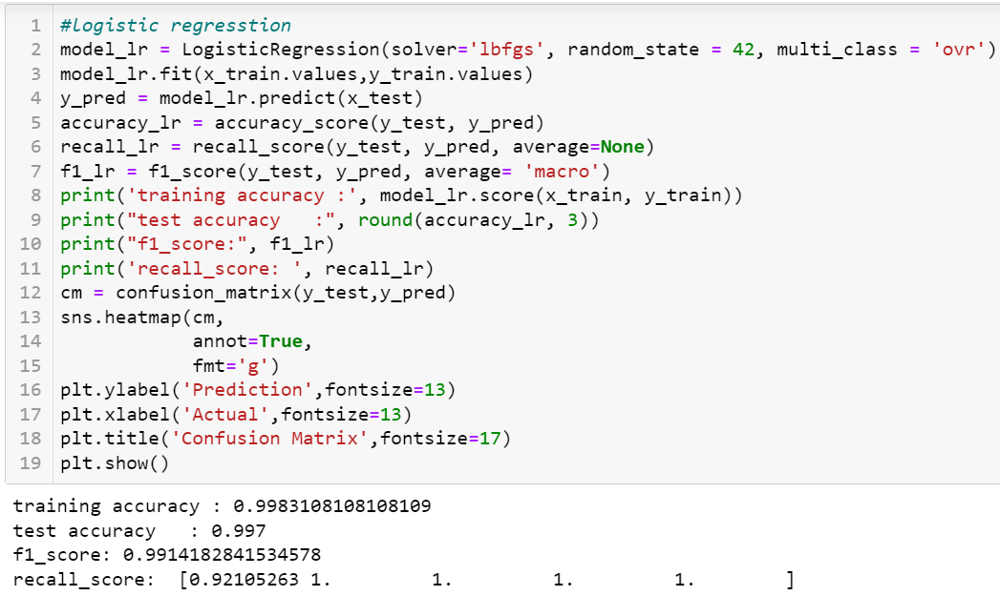 1 #logistic regresstion
2 model_lr = LogisticRegression(solver='lbfgs', random_state = 42, multi_class = 'ovr')
3 model_lr.fit(x_train.values,y_train.values)
4 y_pred = model_lr.predict(x_test)
5 accuracy_lr = accuracy_score(y_test, y_pred)
6 recall_lr = recall_score(y_test, y_pred, average=None)
7 f1_lr = f1_score(y_test, y_pred, average= 'macro')
8 print('training accuracy :', model_lr.score(x_train, y_train))
9 print("test accuracy   :", round(accuracy_lr, 3))
10 print("f1_score:", f1_lr)
11 print('recall_score: ', recall_lr)
12 cm = confusion_matrix(y_test,y_pred)
13 sns.heatmap(cm,
14             annot=True,
15             fmt='g')
16 plt.ylabel('Prediction',fontsize=13)
17 plt.xlabel('Actual',fontsize=13)
18 plt.title('Confusion Matrix',fontsize=17)
19 plt.show()
training accuracy : 0.9983108108108109
test accuracy   : 0.997
f1_score: 0.9914182841534578
recall_score:  [0.92105263 1.         1.         1.         1.        ]